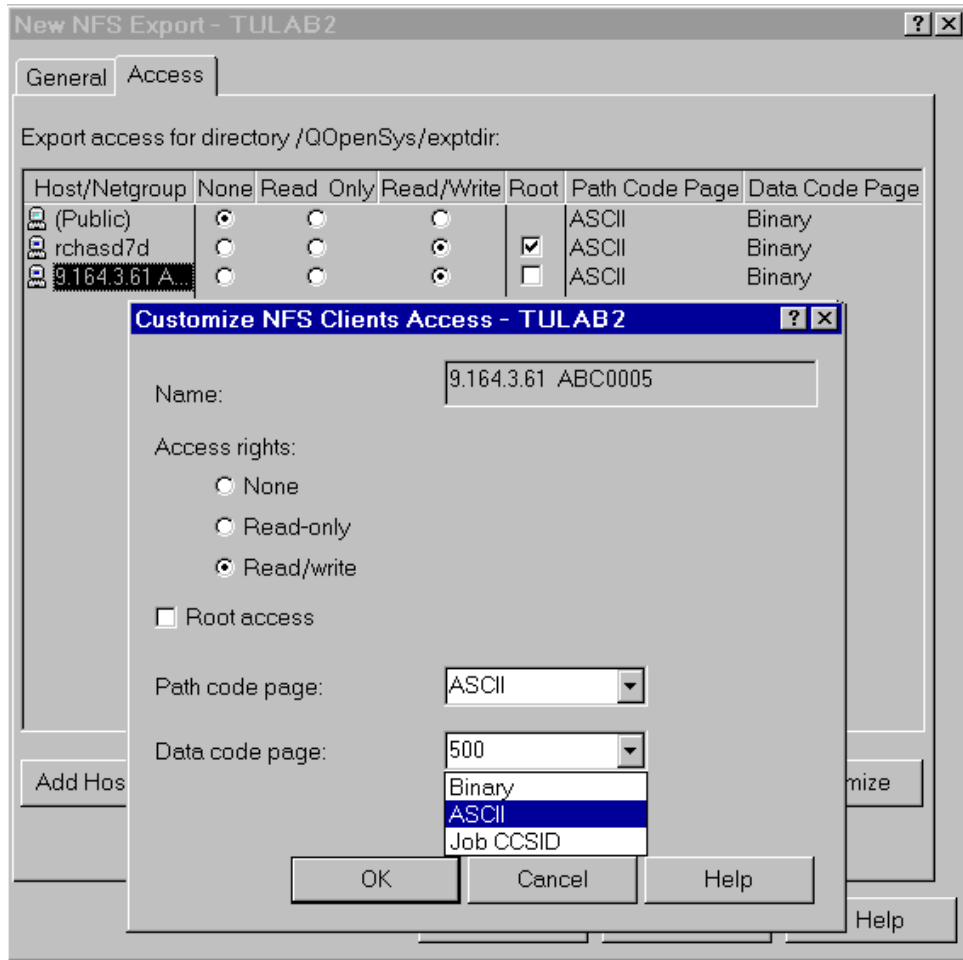 New NFS Export - TULAB2
General Access
Export access for directory /QOpenSys/exptdir:
Host/Netgroup None Read Only Read/Write Root Path Code Page Data Code Page
(Public) ASCII Binary
rchasd7d ASCII Binary
9.164.3.61 A... ASCII Binary
Customize NFS Clients Access - TULAB2
Name: 9.164.3.61 ABC0005
Access rights:
None
Read-only
Read/write
Root access
Path code page: ASCII
Data code page: 500
Binary
ASCII
Job CCSID
Add Hos mize
OK Cancel Help
Help